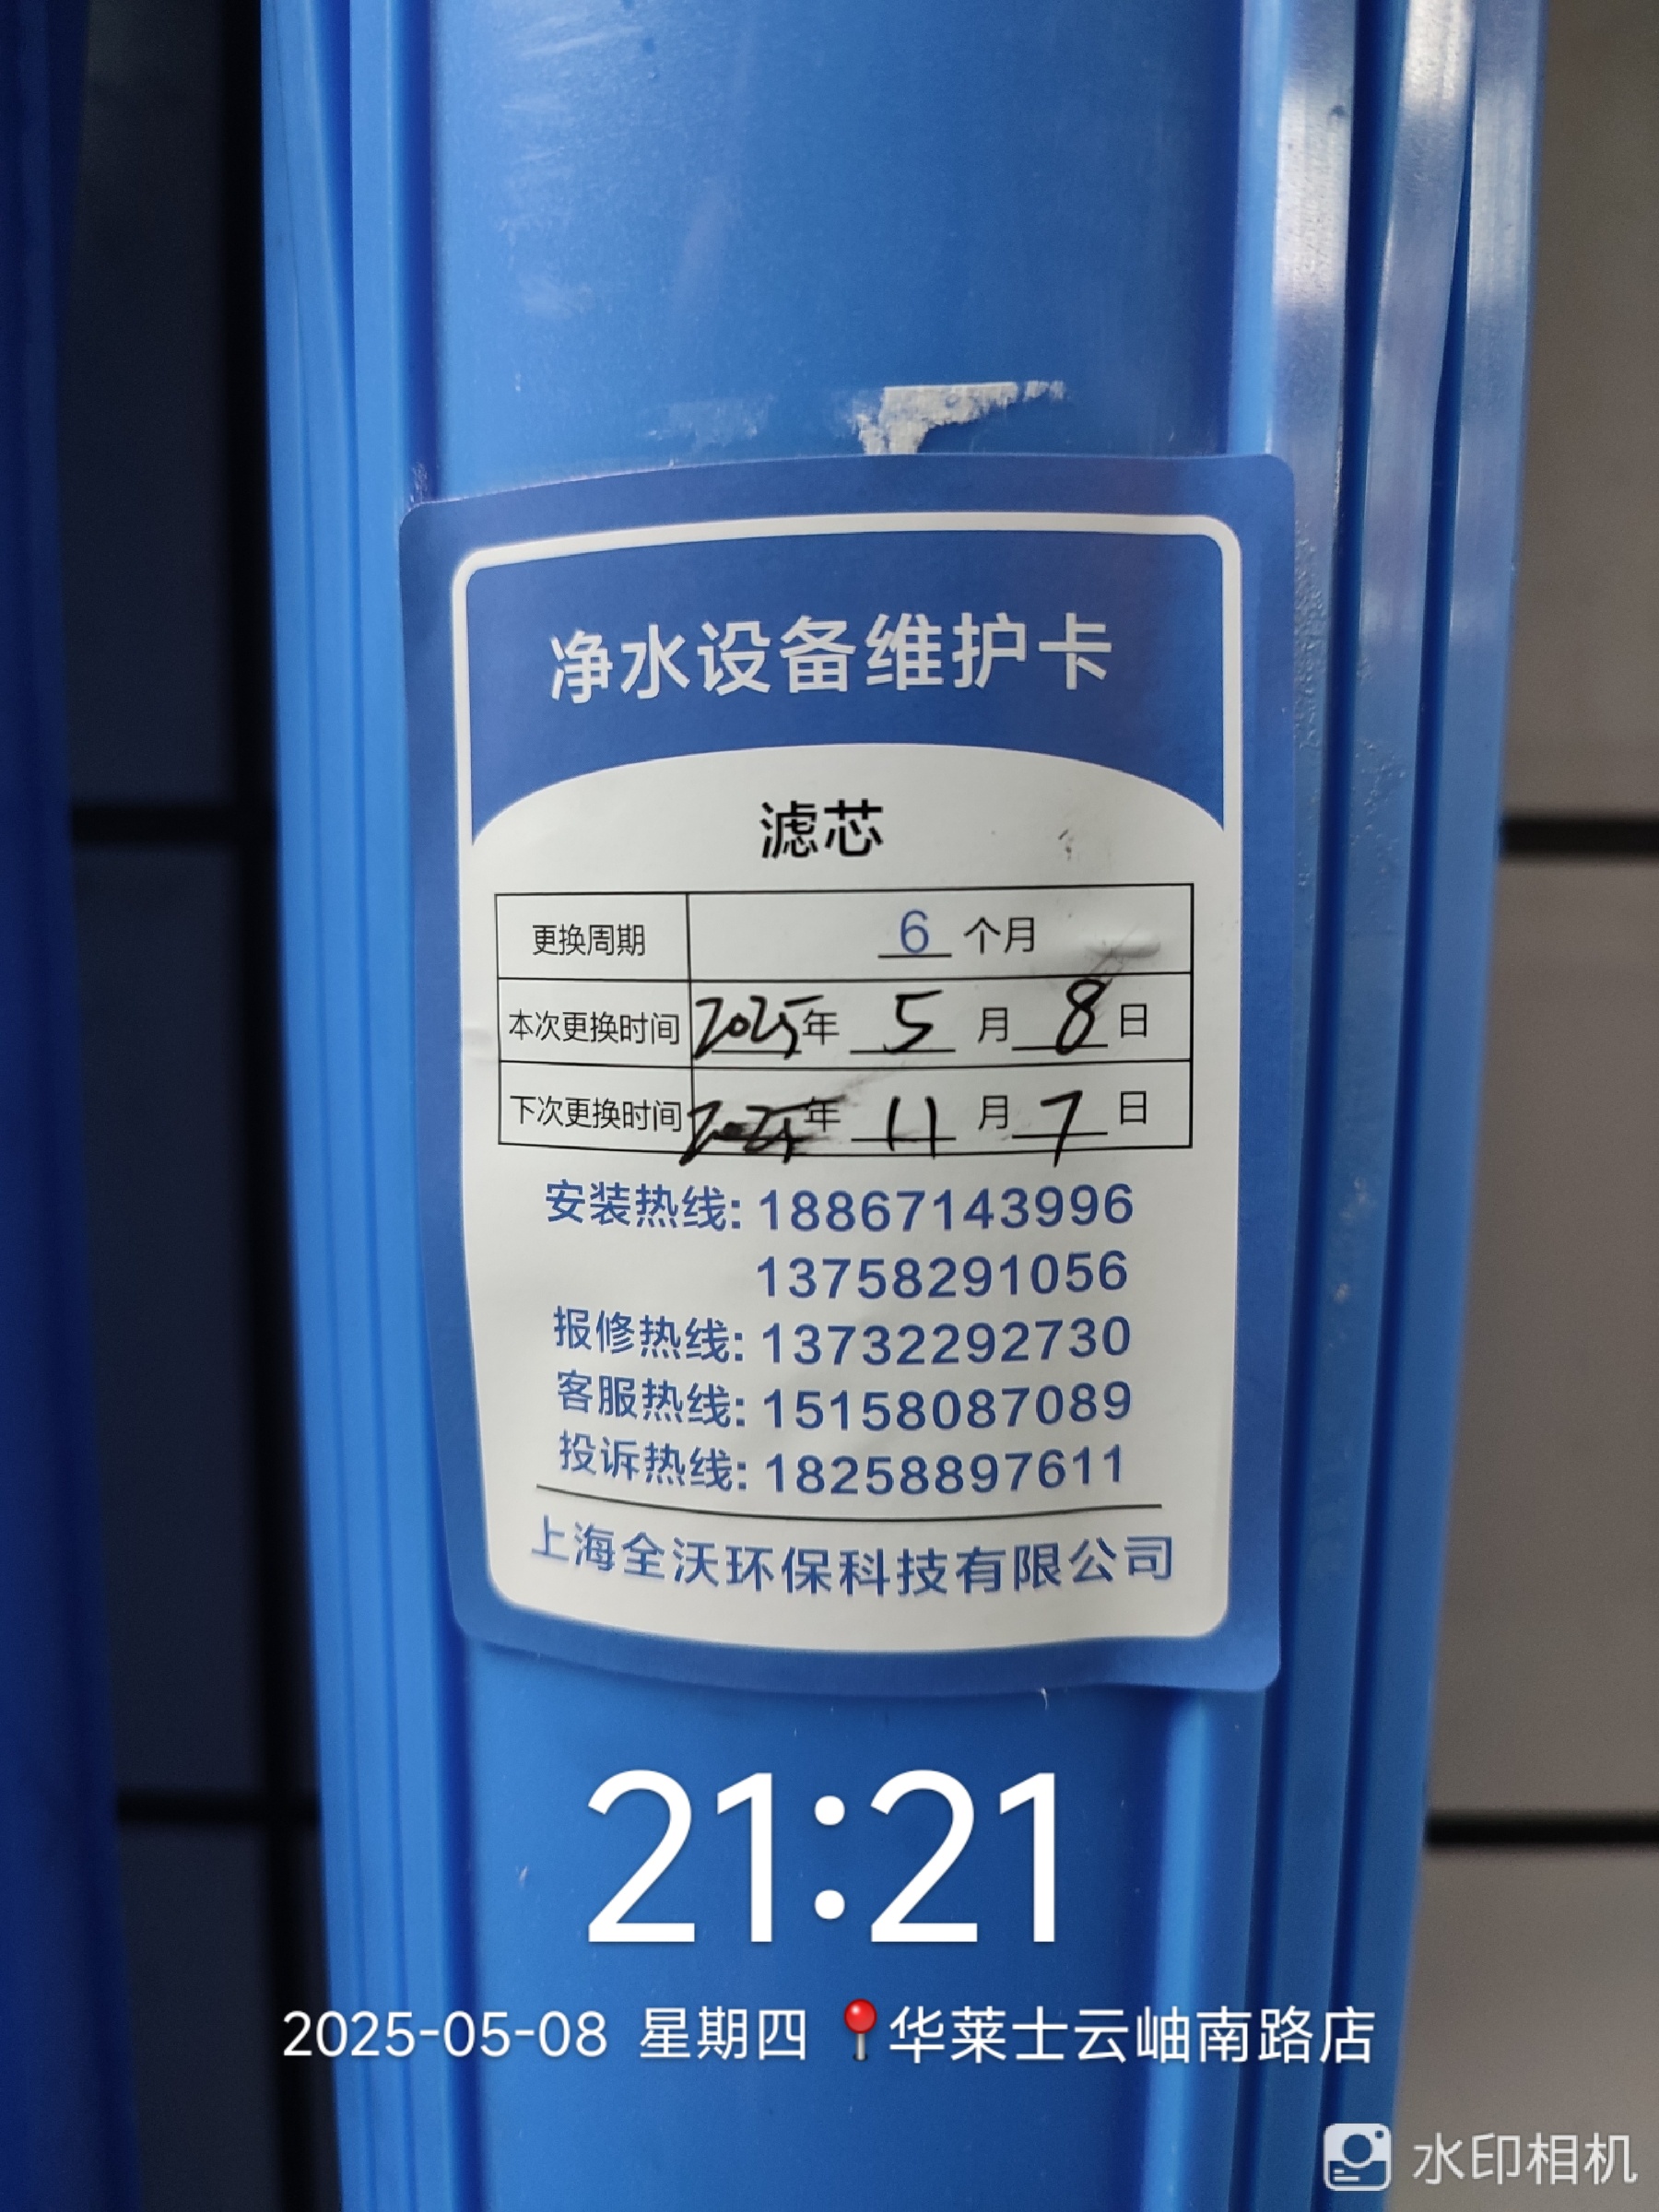 净水设备维护卡
滤芯
更换周期 6 个月
本次更换时间 2025年 5 月 8 日
下次更换时间 2025年 11 月 7 日
安装热线: 18867143996
13758291056
报修热线: 13732292730
客服热线: 15158087089
投诉热线: 18258897611
上海全沃环保科技有限公司
21:21
2025-05-08 星期四 华莱士云岫南路店
水印相机